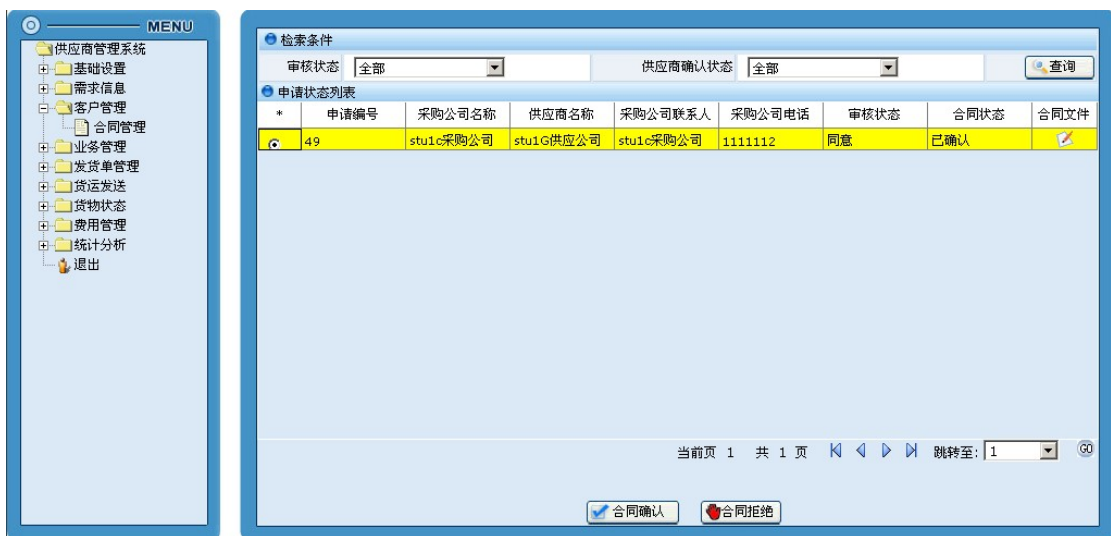 MENU
供应商管理系统
基础设置
需求信息
客户管理
合同管理
业务管理
发货单管理
货运发送
货物状态
费用管理
统计分析
退出
检索条件
审核状态 全部 供应商确认状态 全部 查询
申请状态列表
* 申请编号 采购公司名称 供应商名称 采购公司联系人 采购公司电话 审核状态 合同状态 合同文件
49 stu1c采购公司 stu1G供应公司 stu1c采购公司 1111112 同意 已确认
当前页 1 共 1 页 跳转至: 1 GO
合同确认 合同拒绝